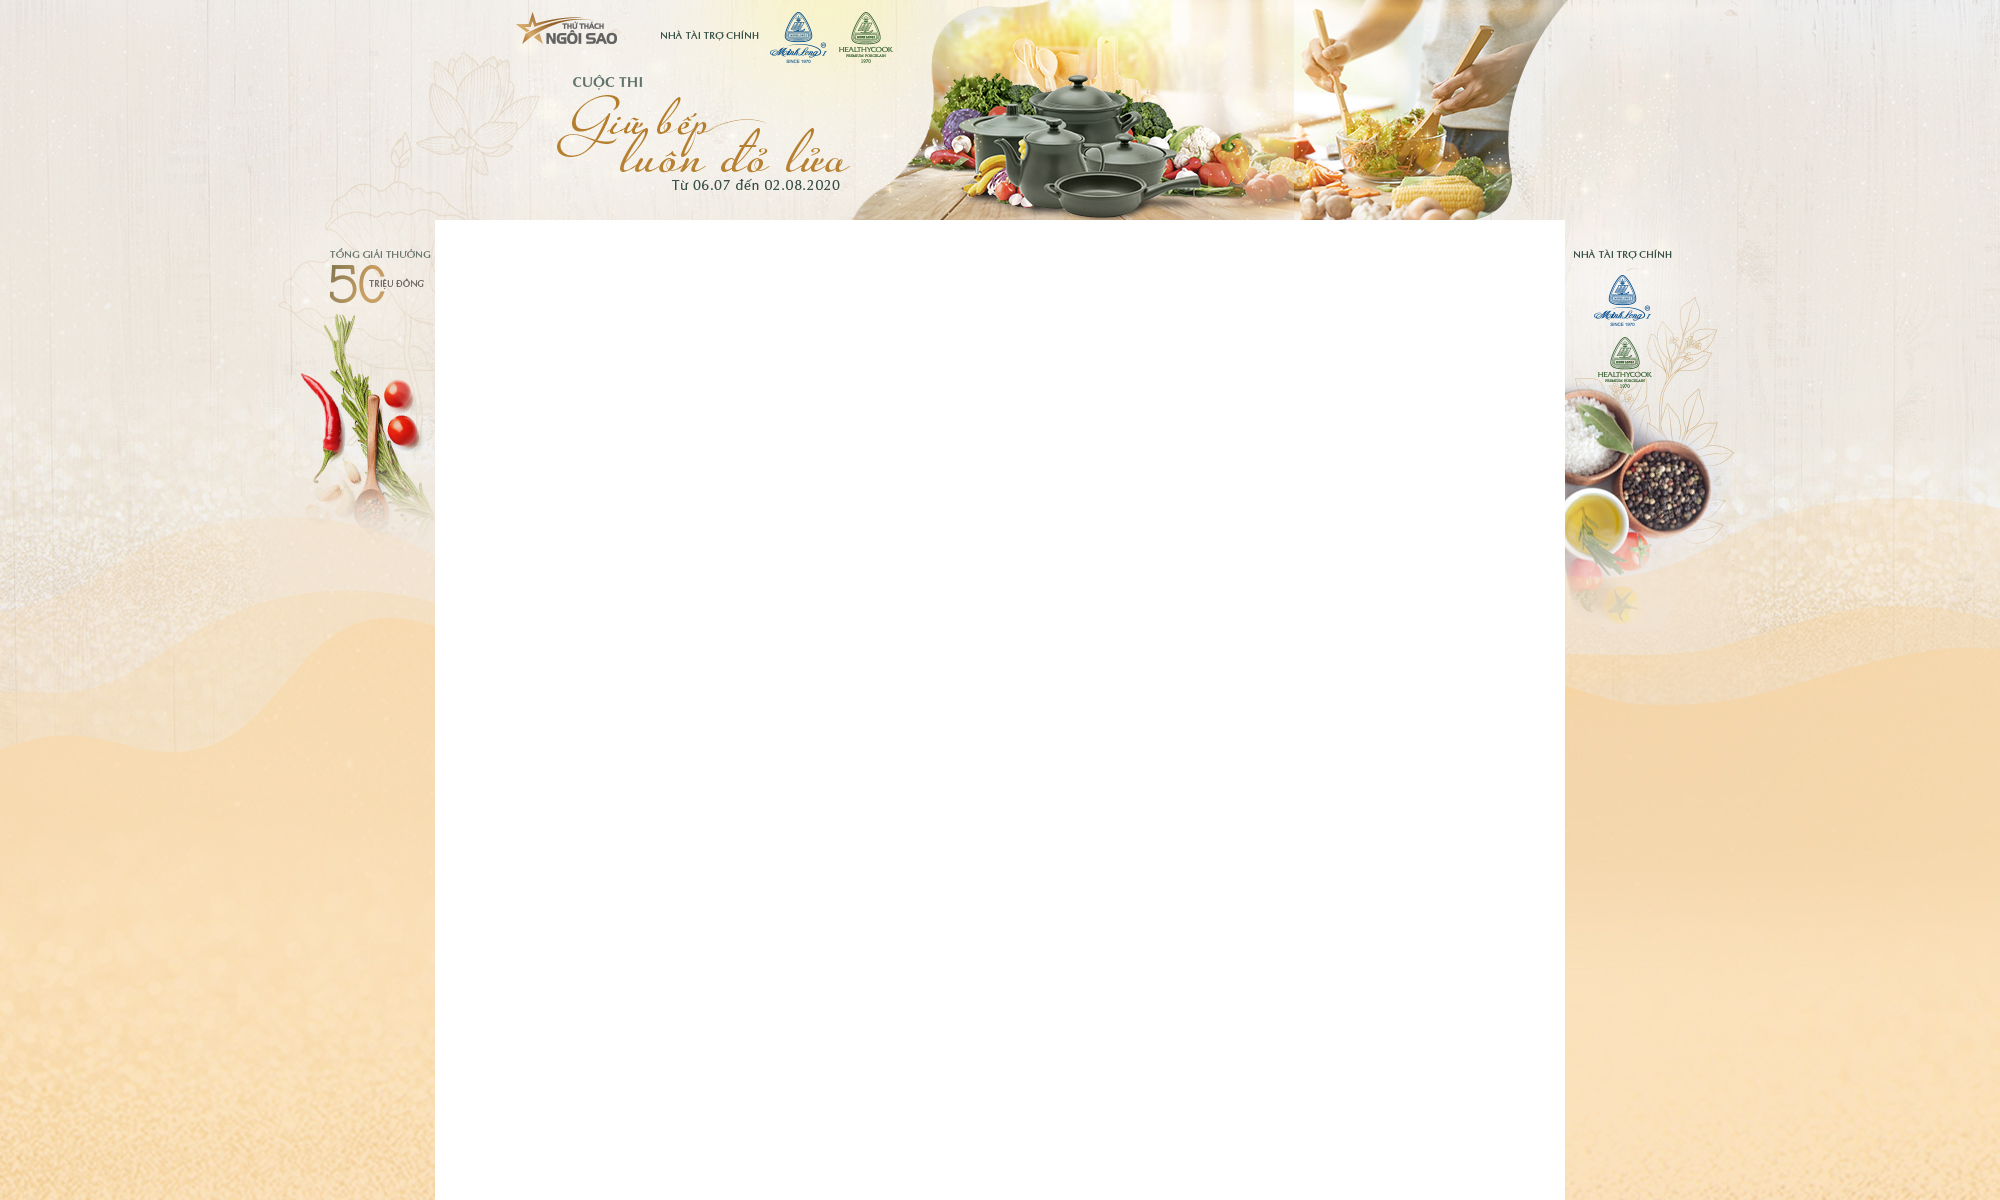 THỬ THÁCH
NGÔI SAO
NHÀ TÀI TRỢ CHÍNH
Minh Long I
SINCE 1970
HEALTHYCOOK
PREMIUM PORCELAIN
1970
CUỘC THI
Giữ bếp
luôn đỏ lửa
Từ 06.07 đến 02.08.2020
TỔNG GIẢI THƯỞNG
50
TRIỆU ĐỒNG
NHÀ TÀI TRỢ CHÍNH
Minh Long I
SINCE 1970
HEALTHYCOOK
PREMIUM PORCELAIN
1970